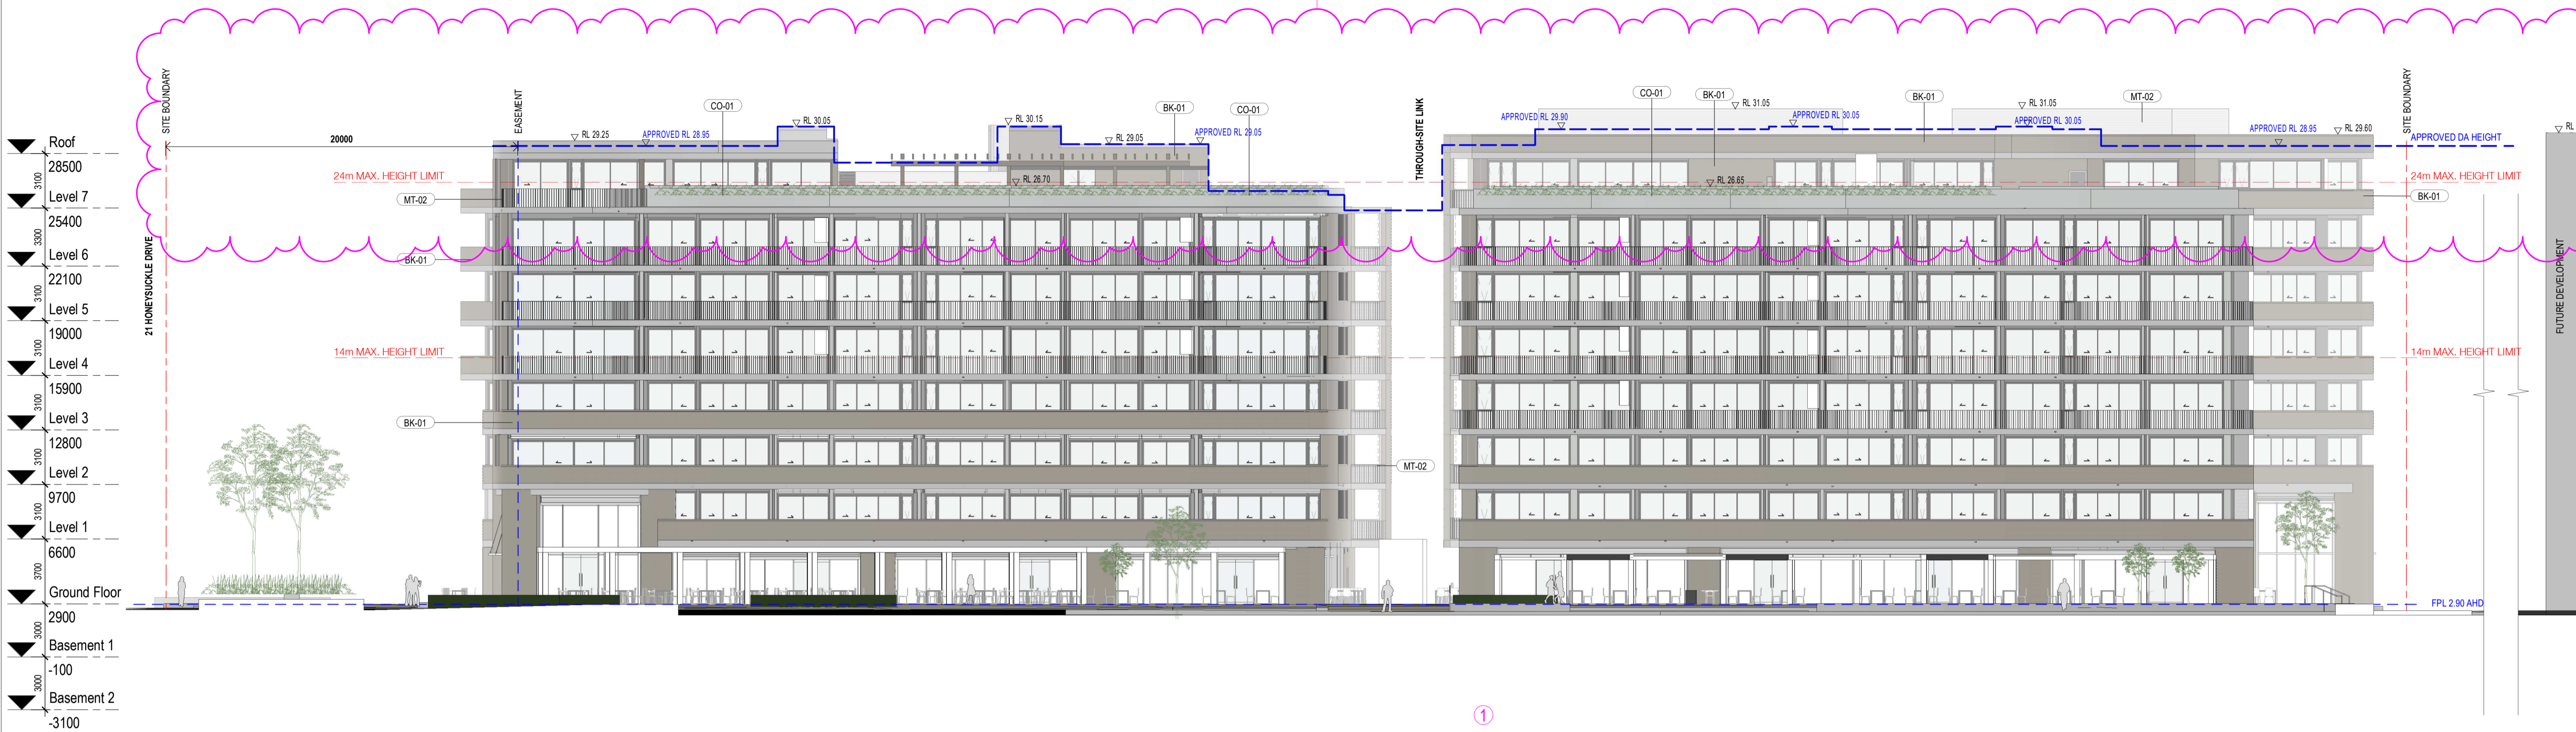 SITE BOUNDARY
EASEMENT
THROUGH-SITE LINK
SITE BOUNDARY
CO-01
BK-01
CO-01
CO-01
BK-01
BK-01
MT-02
RL 29.25
APPROVED RL 28.95
RL 30.05
RL 30.15
RL 29.05
APPROVED RL 29.05
APPROVED RL 29.90
RL 31.05
APPROVED RL 30.05
RL 31.05
APPROVED RL 30.05
APPROVED RL 28.95
RL 29.60
APPROVED DA HEIGHT
RL
20000
Roof
28500
3100
24m MAX. HEIGHT LIMIT
RL 26.70
RL 26.65
24m MAX. HEIGHT LIMIT
Level 7
MT-02
BK-01
25400
3300
21 HONEYSUCKLE DRIVE
FUTURE DEVELOPMENT
Level 6
BK-01
22100
3100
Level 5
19000
3100
14m MAX. HEIGHT LIMIT
14m MAX. HEIGHT LIMIT
Level 4
15900
3100
Level 3
BK-01
12800
3100
Level 2
MT-02
9700
3100
Level 1
6600
3700
Ground Floor
2900
FPL 2.90 AHD
3000
Basement 1
-100
3000
Basement 2
-3100
1